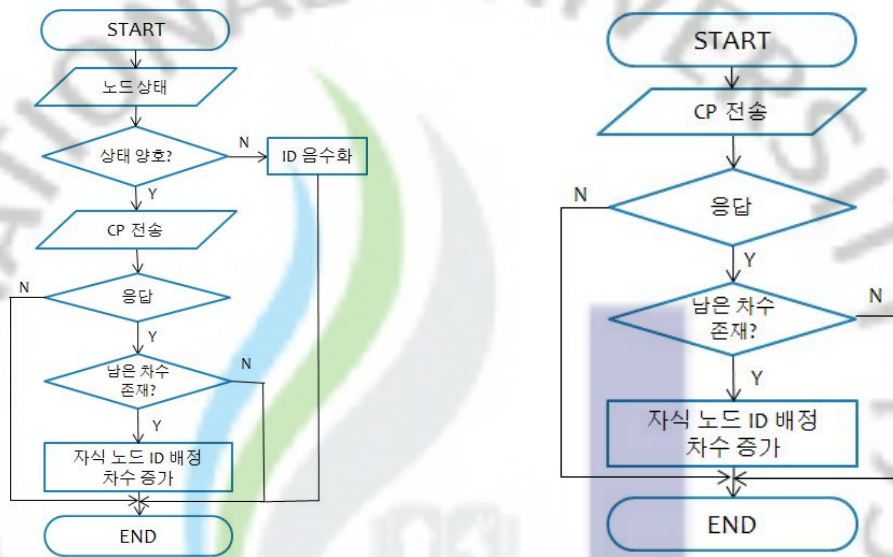 START
노드 상태
상태 양호?
N
ID 음수화
Y
CP 전송
N
응답
Y
남은 차수
존재?
N
Y
자식 노드 ID 배정
차수 증가
END
START
CP 전송
N
응답
Y
남은 차수
존재?
N
Y
자식 노드 ID 배정
차수 증가
END